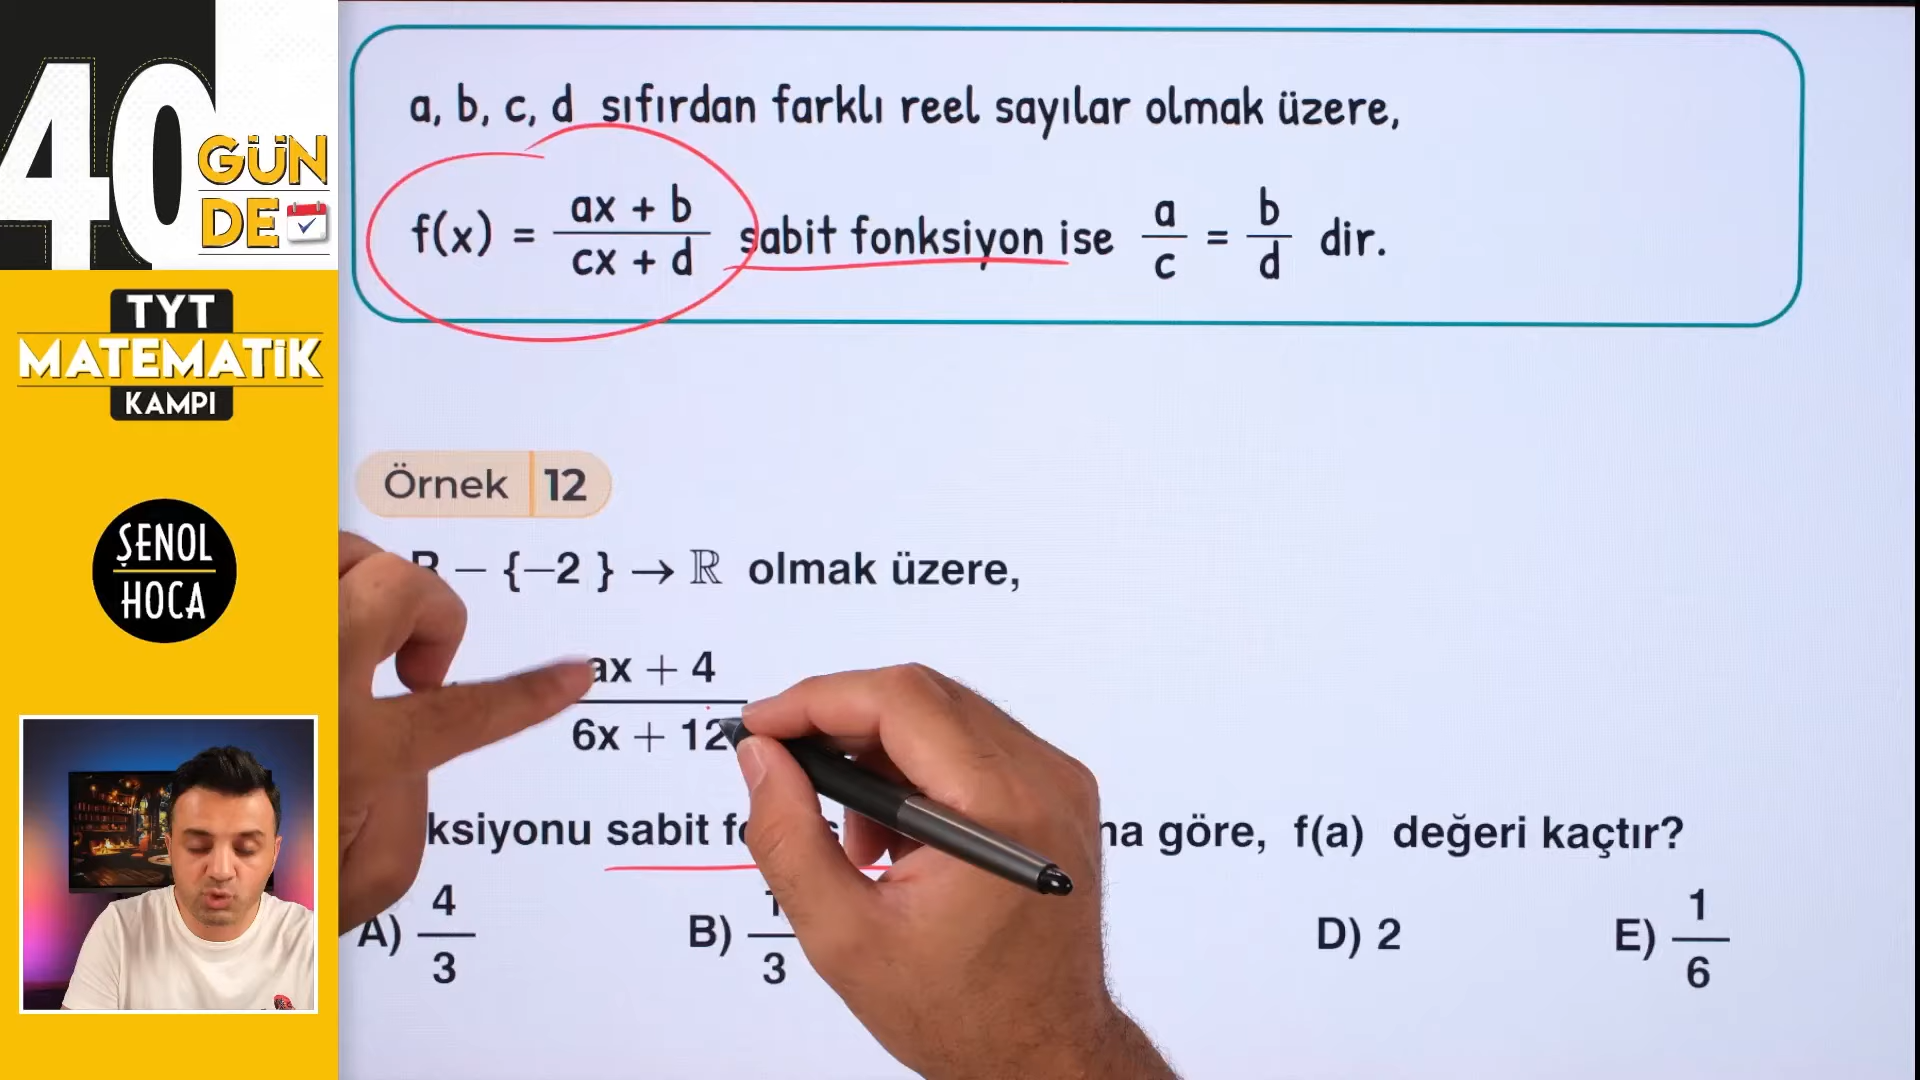 40
GÜN
DE
TYT
MATEMATİK
KAMPI
ŞENOL
HOCA
a, b, c, d sıfırdan farklı reel sayılar olmak üzere,
f(x) = ax + b / cx + d sabit fonksiyon ise a / c = b / d dir.
Örnek 12
R – {–2 } → ℝ olmak üzere,
ax + 4
6x + 12
ksiyonu sabit göre, f(a) değeri kaçtır?
A) 4/3 B) 1/3 D) 2 E) 1/6